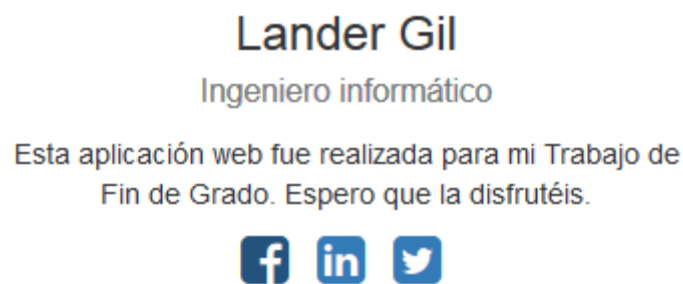 Lander Gil
Ingeniero informático
Esta aplicación web fue realizada para mi Trabajo de
Fin de Grado. Espero que la disfrutéis.